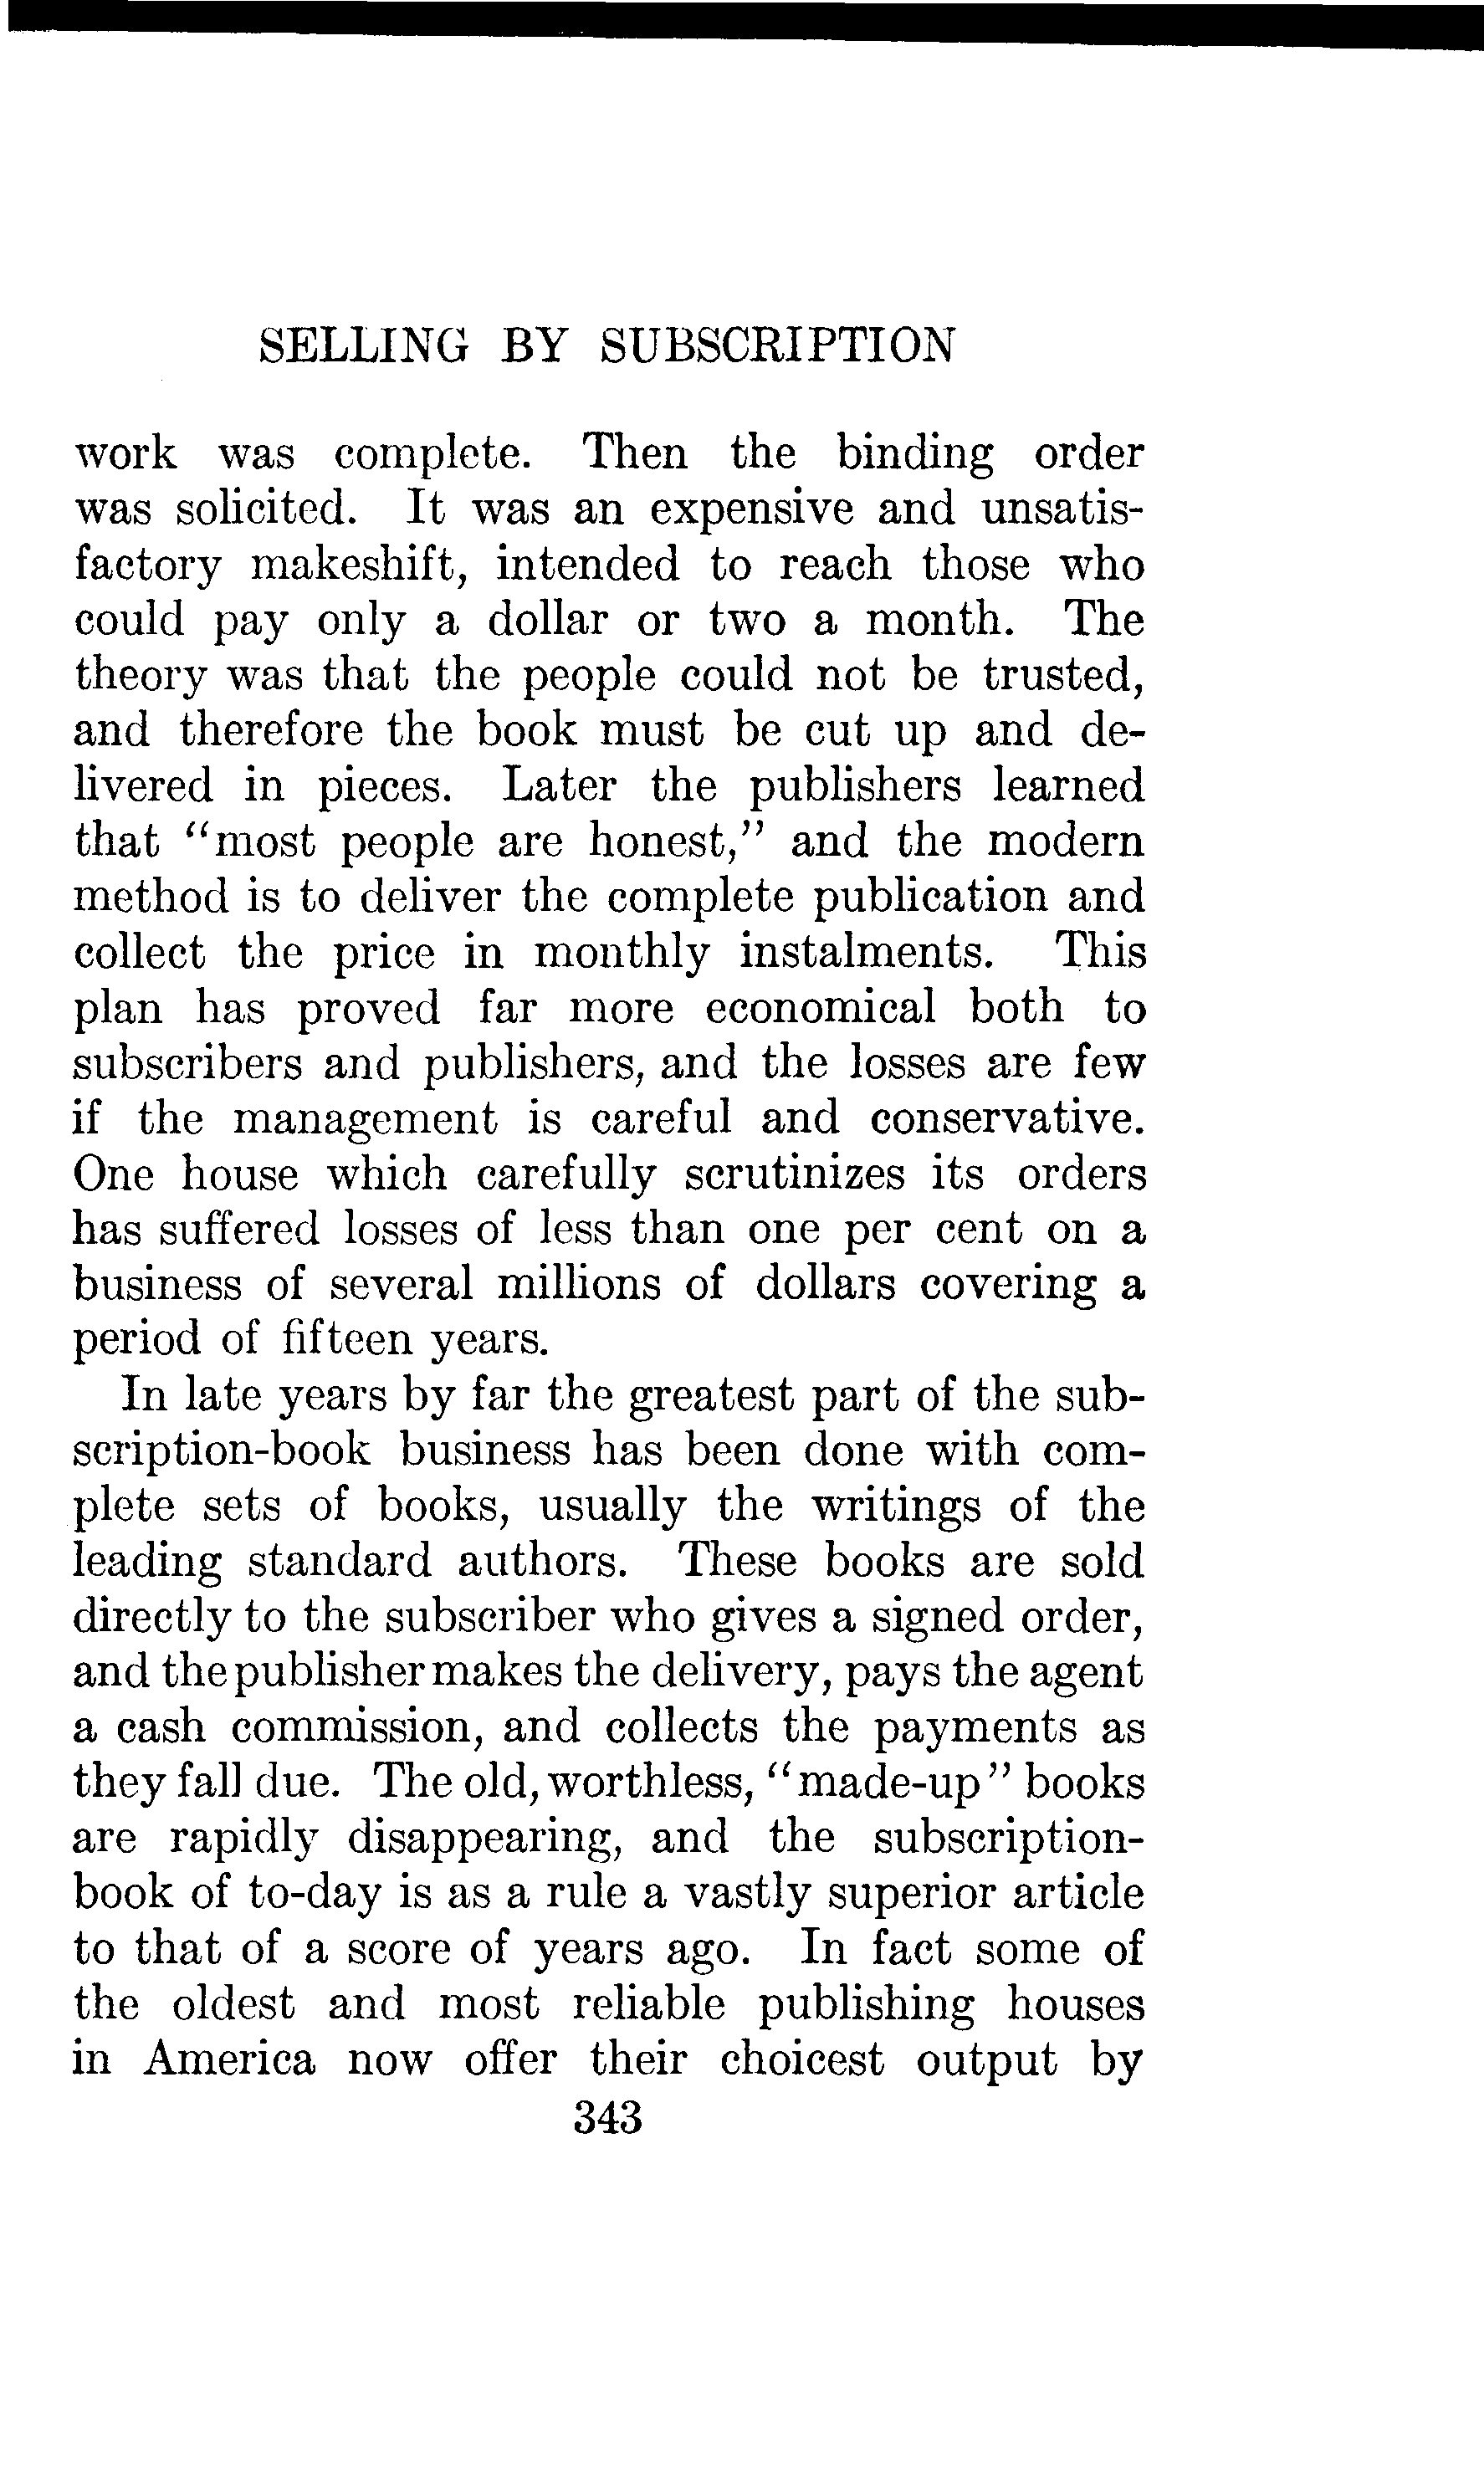 SELLING BY SUBSCRIPTION
work was complete. Then the binding order
was solicited. It was an expensive and unsatis-
factory makeshift, intended to reach those who
could pay only a dollar or two a month. The
theory was that the people could not be trusted,
and therefore the book must be cut up and de-
livered in pieces. Later the publishers learned
that "most people are honest," and the modern
method is to deliver the complete publication and
collect the price in monthly instalments. This
plan has proved far more economical both to
subscribers and publishers, and the losses are few
if the management is careful and conservative.
One house which carefully scrutinizes its orders
has suffered losses of less than one per cent on a
business of several millions of dollars covering a
period of fifteen years.
In late years by far the greatest part of the sub-
scription-book business has been done with com-
plete sets of books, usually the writings of the
leading standard authors. These books are sold
directly to the subscriber who gives a signed order,
and the publisher makes the delivery, pays the agent
a cash commission, and collects the payments as
they fall due. The old, worthless, "made-up" books
are rapidly disappearing, and the subscription-
book of to-day is as a rule a vastly superior article
to that of a score of years ago. In fact some of
the oldest and most reliable publishing houses
in America now offer their choicest output by
343